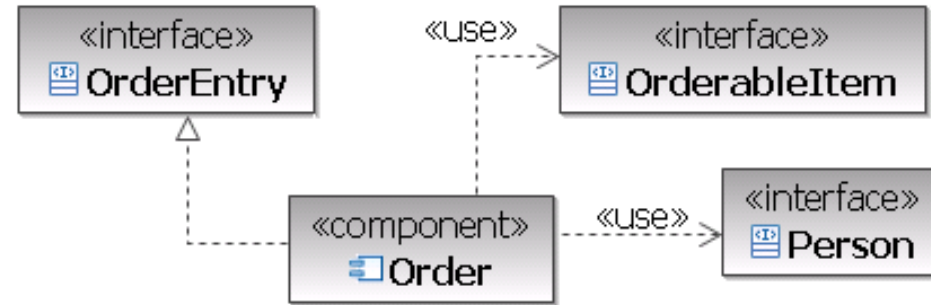 «interface»
OrderEntry
«use»
«interface»
OrderableItem
«component»
Order
«use»
«interface»
Person